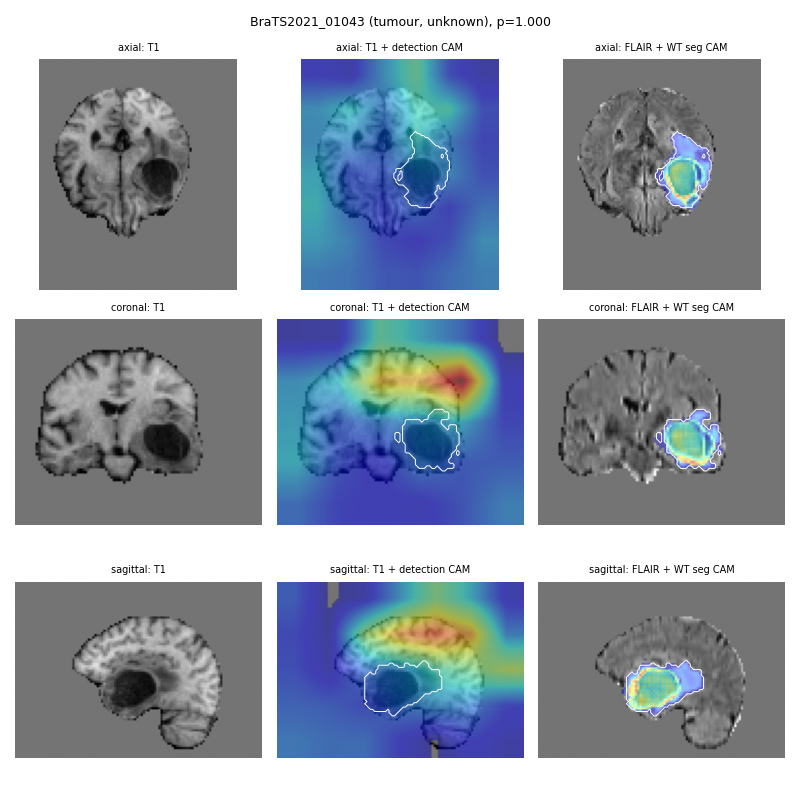 BraTS2021_01043 (tumour, unknown), p=1.000
axial: T1
axial: T1 + detection CAM
axial: FLAIR + WT seg CAM
coronal: T1
coronal: T1 + detection CAM
coronal: FLAIR + WT seg CAM
sagittal: T1
sagittal: T1 + detection CAM
sagittal: FLAIR + WT seg CAM